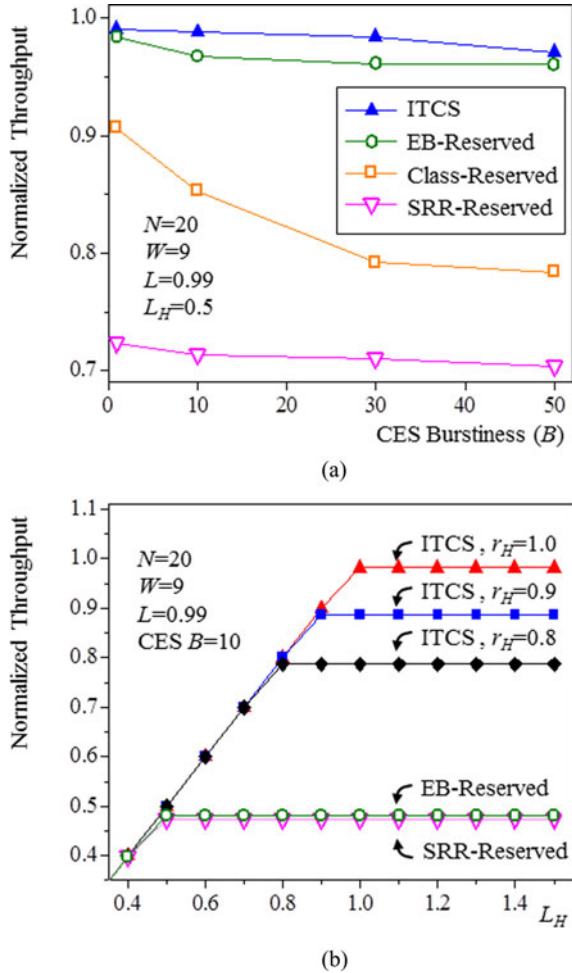 Normalized Throughput
1.0
0.9
0.8
0.7
ITCS
EB-Reserved
Class-Reserved
SRR-Reserved
N=20
W=9
L=0.99
L_H=0.5
0 10 20 30 40 50
CES Burstiness (B)
(a)
Normalized Throughput
1.1
1.0
0.9
0.8
0.7
0.6
0.5
0.4
N=20
W=9
L=0.99
CES B=10
ITCS , r_H=1.0
ITCS , r_H=0.9
ITCS , r_H=0.8
EB-Reserved
SRR-Reserved
0.4 0.6 0.8 1.0 1.2 1.4 L_H
(b)